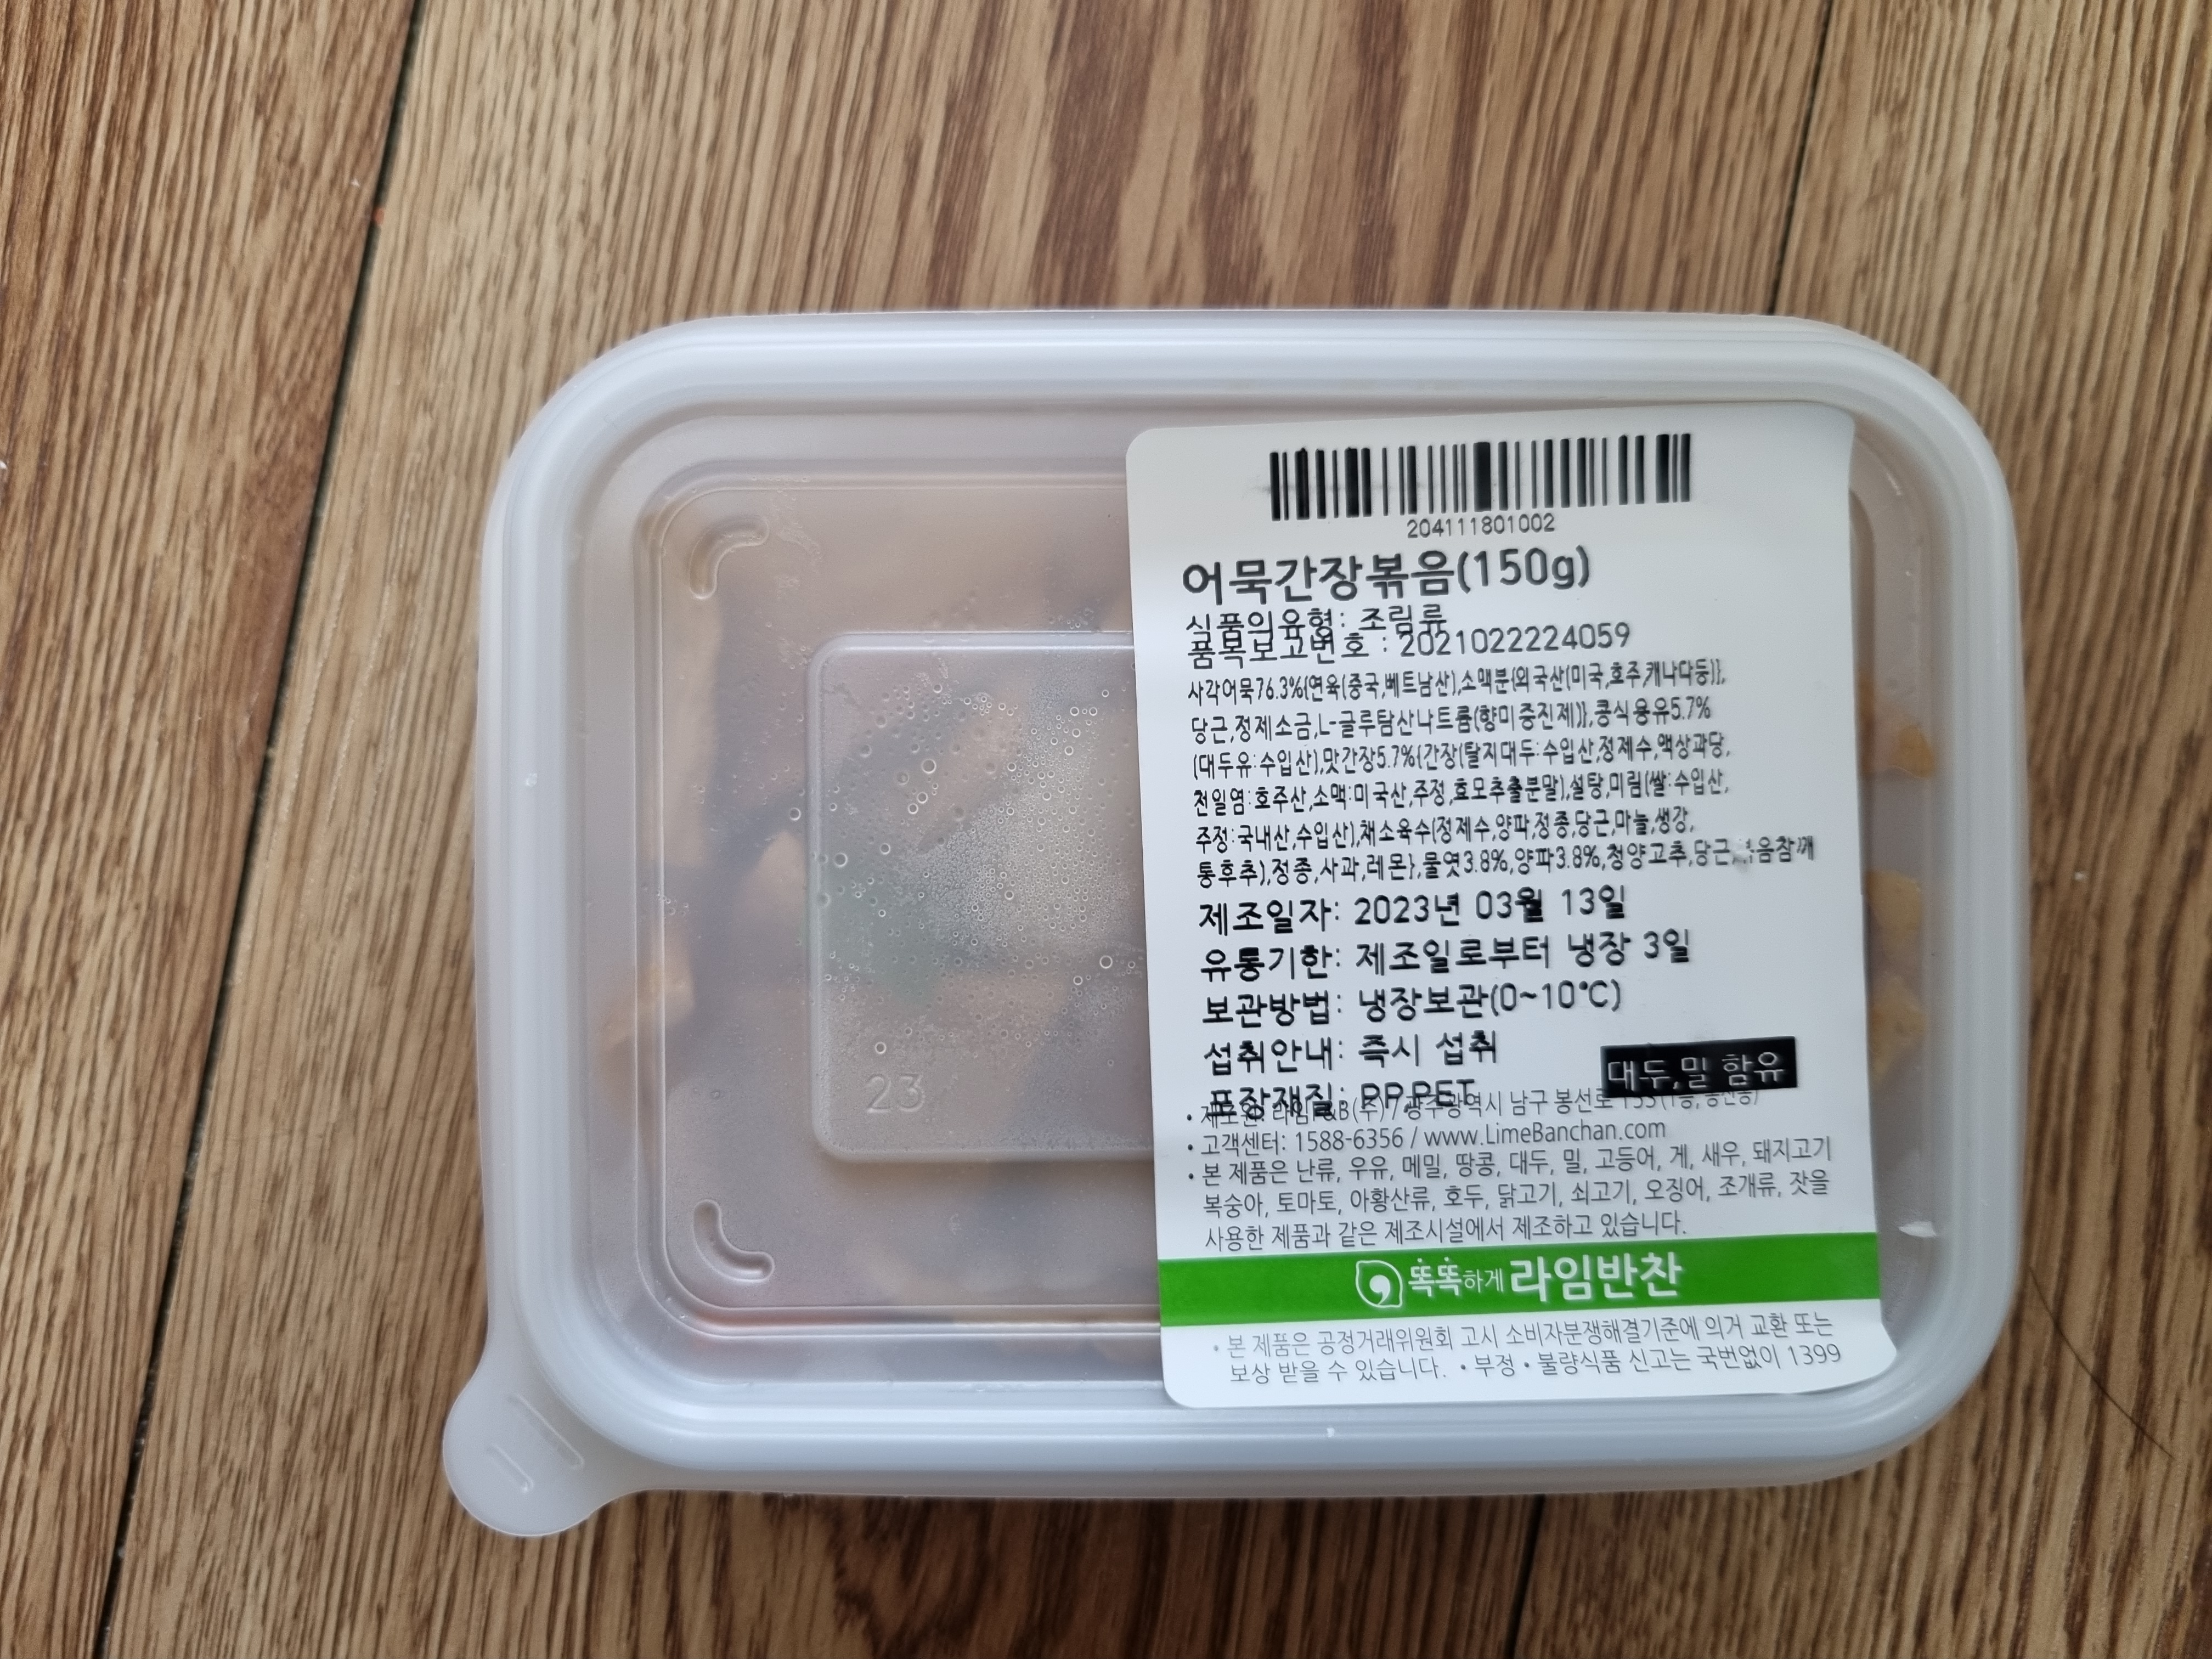 204111801002
어묵간장볶음(150g)
식품의유형: 조림류
품목보고번호 : 2021022224059
사각어묵76.3%{연육(중국,베트남산),소맥분{외국산(미국,호주,캐나다등)},
당근,정제소금,L-글루탐산나트륨(향미증진제)},콩식용유5.7%
(대두유:수입산),맛간장5.7%{간장(탈지대두:수입산,정제수,액상과당,
천일염:호주산,소맥:미국산,주정,효모추출분말),설탕,미림(쌀:수입산,
주정:국내산,수입산),채소육수(정제수,양파,정종,당근,마늘,생강,
통후추),정종,사과,레몬},물엿3.8%,양파3.8%,청양고추,당근,
제조일자: 2023년 03월 13일
유통기한: 제조일로부터 냉장 3일
보관방법: 냉장보관(0~10℃)
섭취안내: 즉시 섭취
대두,밀 함유
포장재질: PP,PET
• 제조원: / 광주광역시 남구 봉선로
• 고객센터: 1588-6356 / www.LimeBanchan.com
• 본 제품은 난류, 우유, 메밀, 땅콩, 대두, 밀, 고등어, 게, 새우, 돼지고기
복숭아, 토마토, 아황산류, 호두, 닭고기, 쇠고기, 오징어, 조개류, 잣을
사용한 제품과 같은 제조시설에서 제조하고 있습니다.
똑똑하게 라임반찬
• 본 제품은 공정거래위원회 고시 소비자분쟁해결기준에 의거 교환 또는
보상 받을 수 있습니다. • 부정 • 불량식품 신고는 국번없이 1399
23